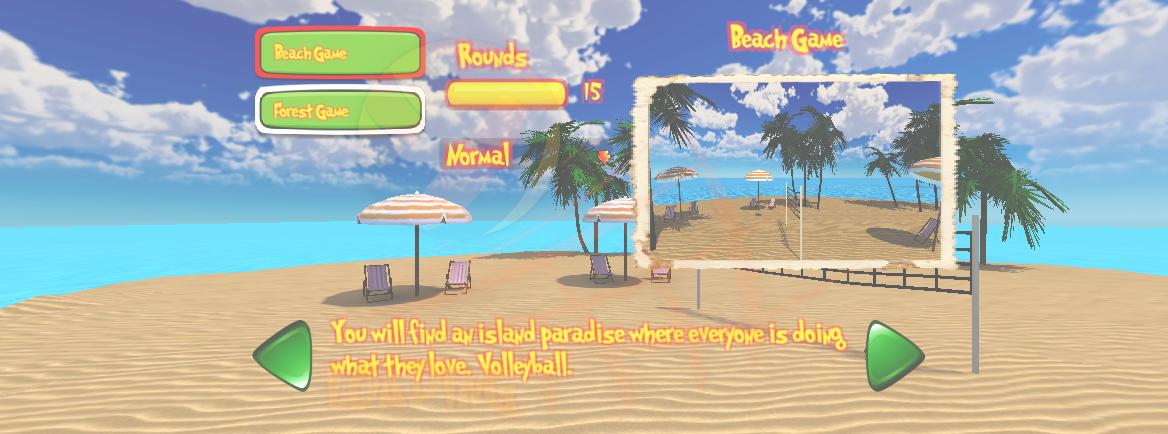 Beach Game
Forest Game
Rounds
15
Normal
Beach Game
You will find an island paradise where everyone is doing
what they love. Volleyball.